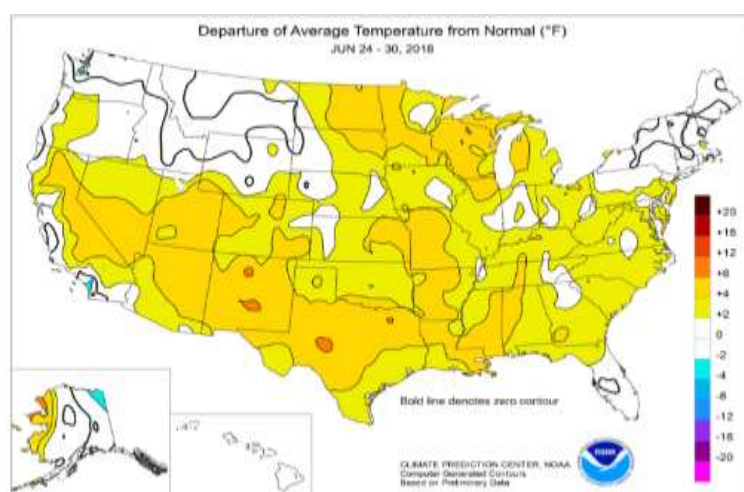 Departure of Average Temperature from Normal (°F)
JUN 24 - 30, 2018
+20
+16
+12
+8
+4
+2
0
-2
-4
-8
-12
-16
-20
Bold line denotes zero contour
CLIMATE PREDICTION CENTER, NOAA
Computer Generated Contours
Based on Preliminary Data
NOAA